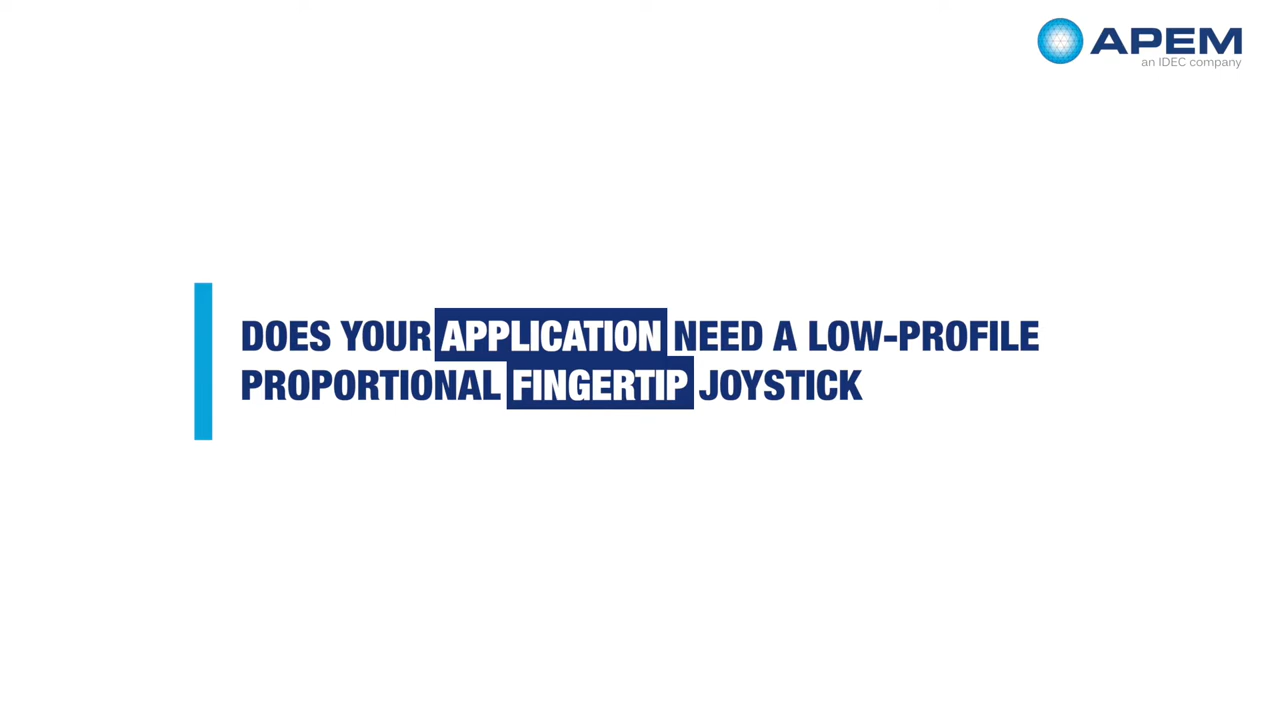 APEM
an IDEC company
DOES YOUR APPLICATION NEED A LOW-PROFILE
PROPORTIONAL FINGERTIP JOYSTICK